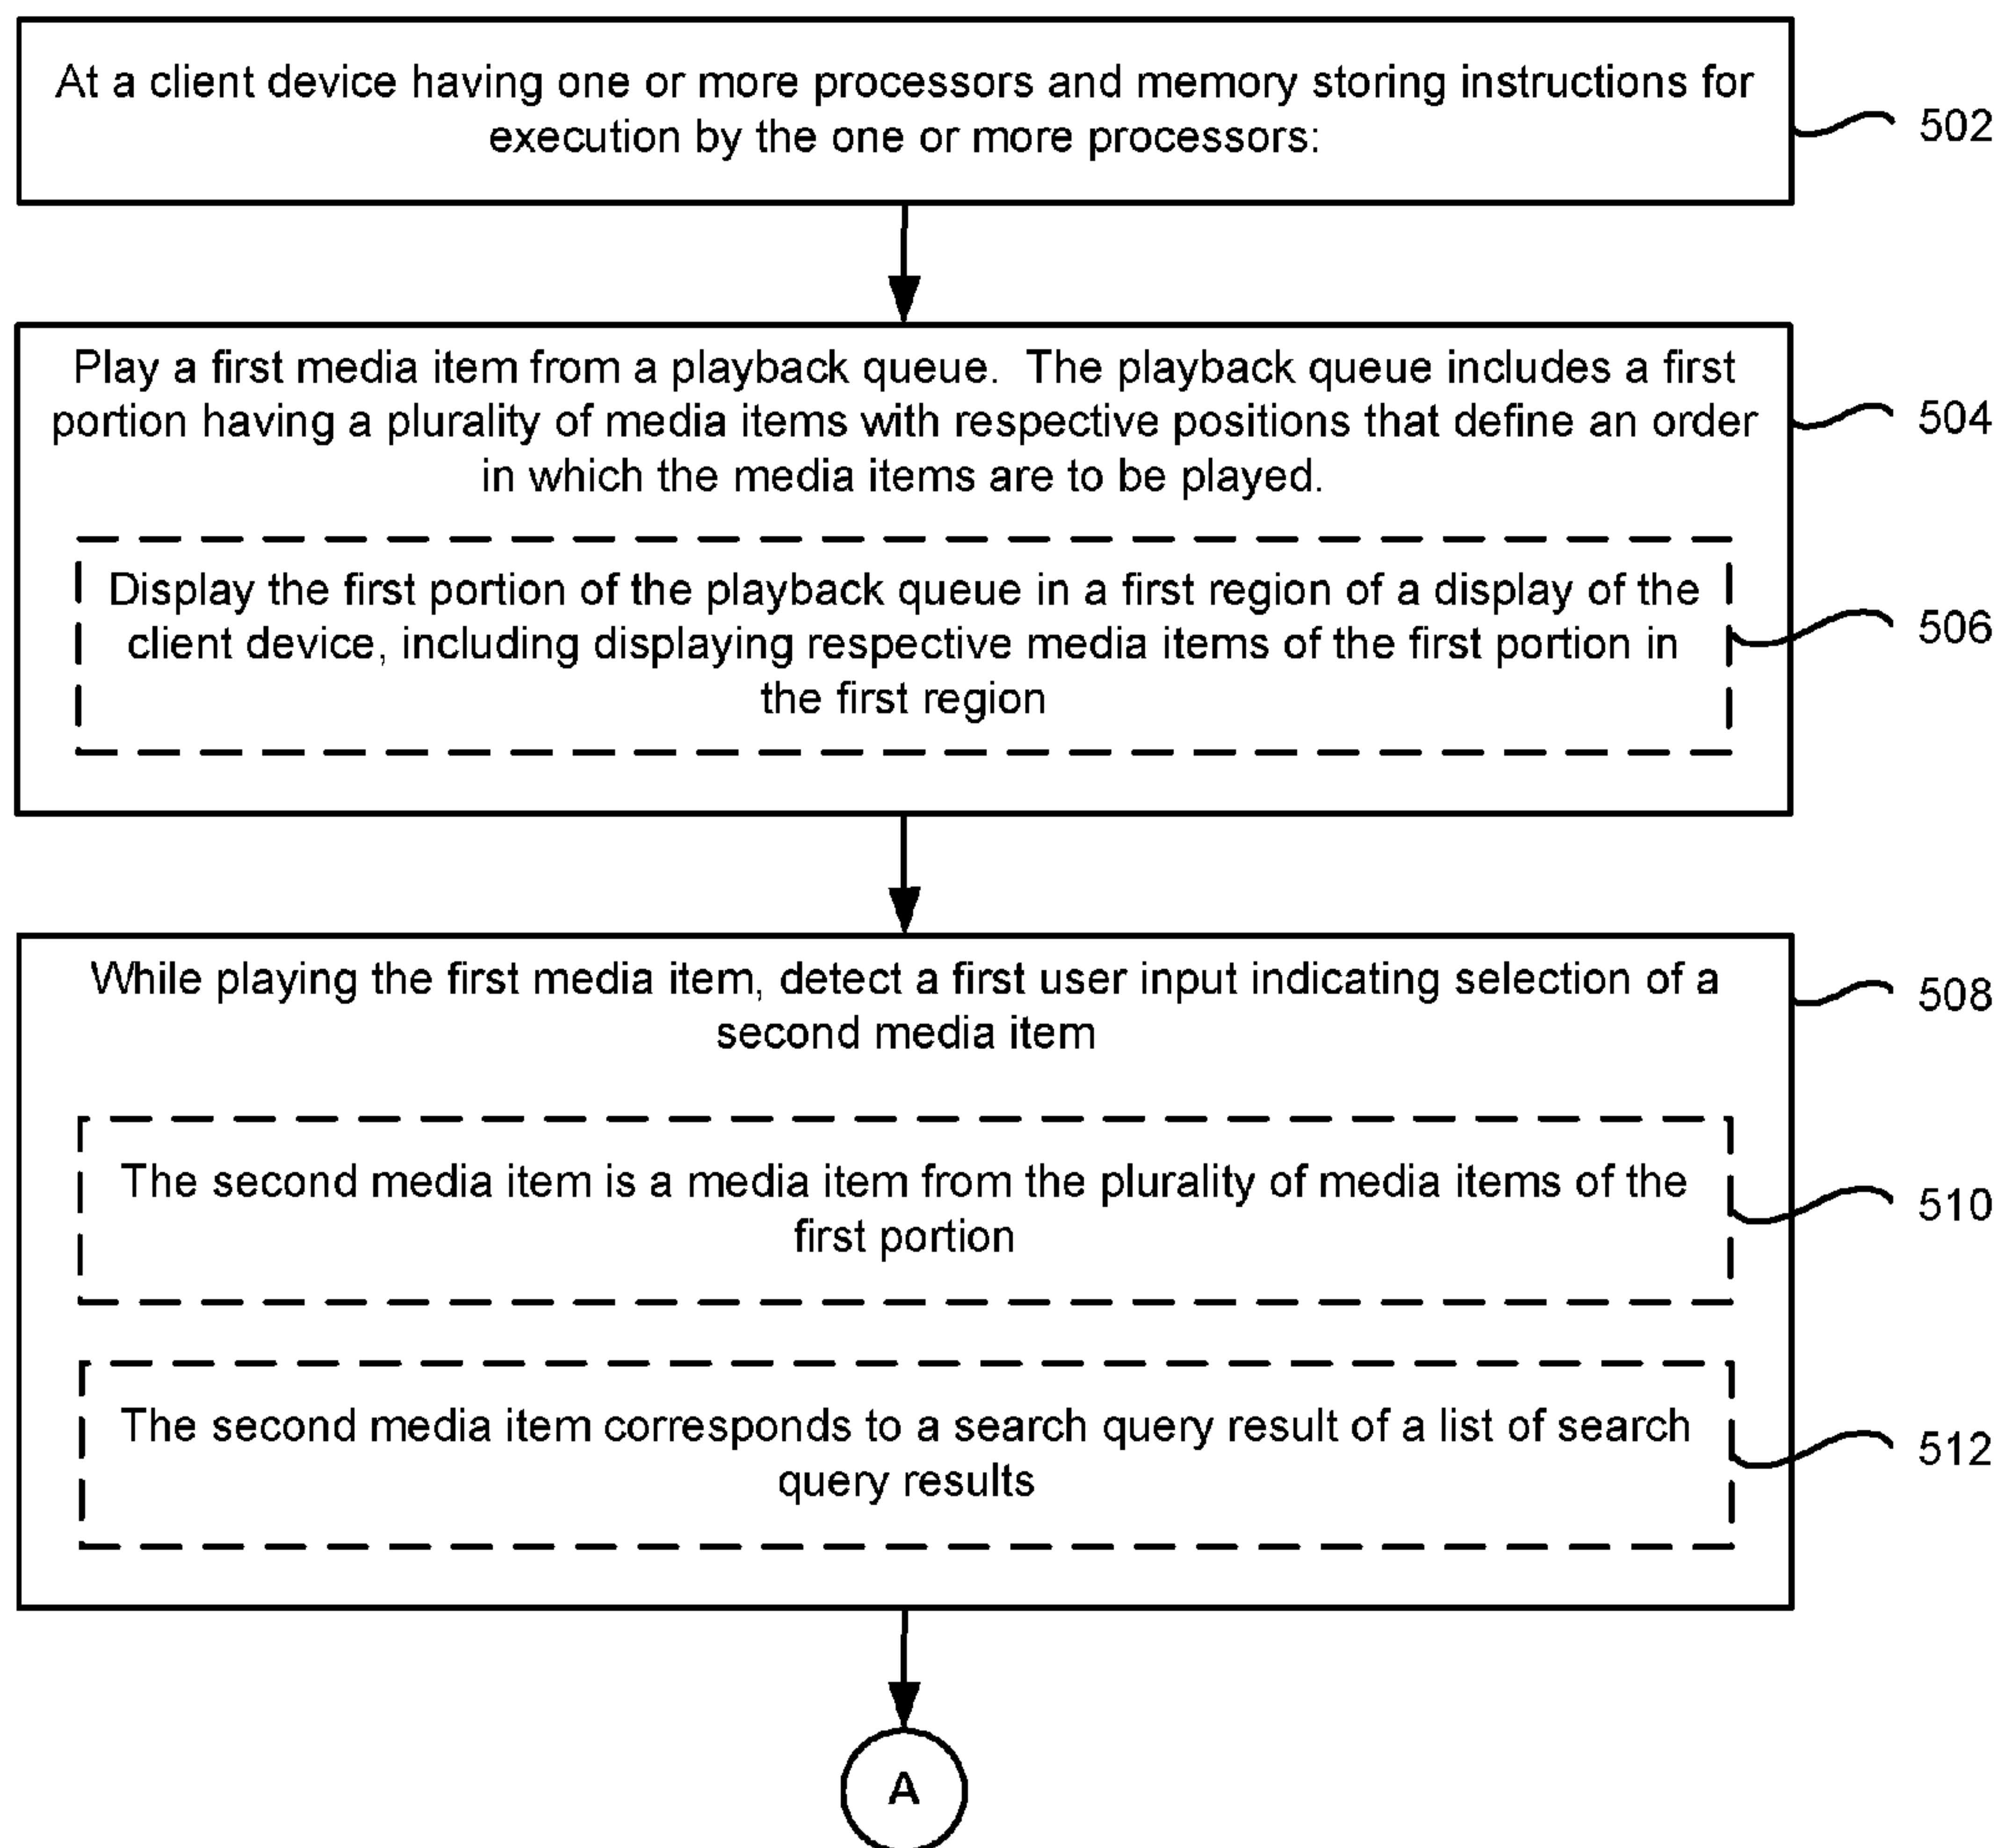 At a client device having one or more processors and memory storing instructions for
execution by the one or more processors:
502
Play a first media item from a playback queue.  The playback queue includes a first
portion having a plurality of media items with respective positions that define an order
in which the media items are to be played.
504
Display the first portion of the playback queue in a first region of a display of the
client device, including displaying respective media items of the first portion in
the first region
506
While playing the first media item, detect a first user input indicating selection of a
second media item
508
The second media item is a media item from the plurality of media items of the
first portion
510
The second media item corresponds to a search query result of a list of search
query results
512
A